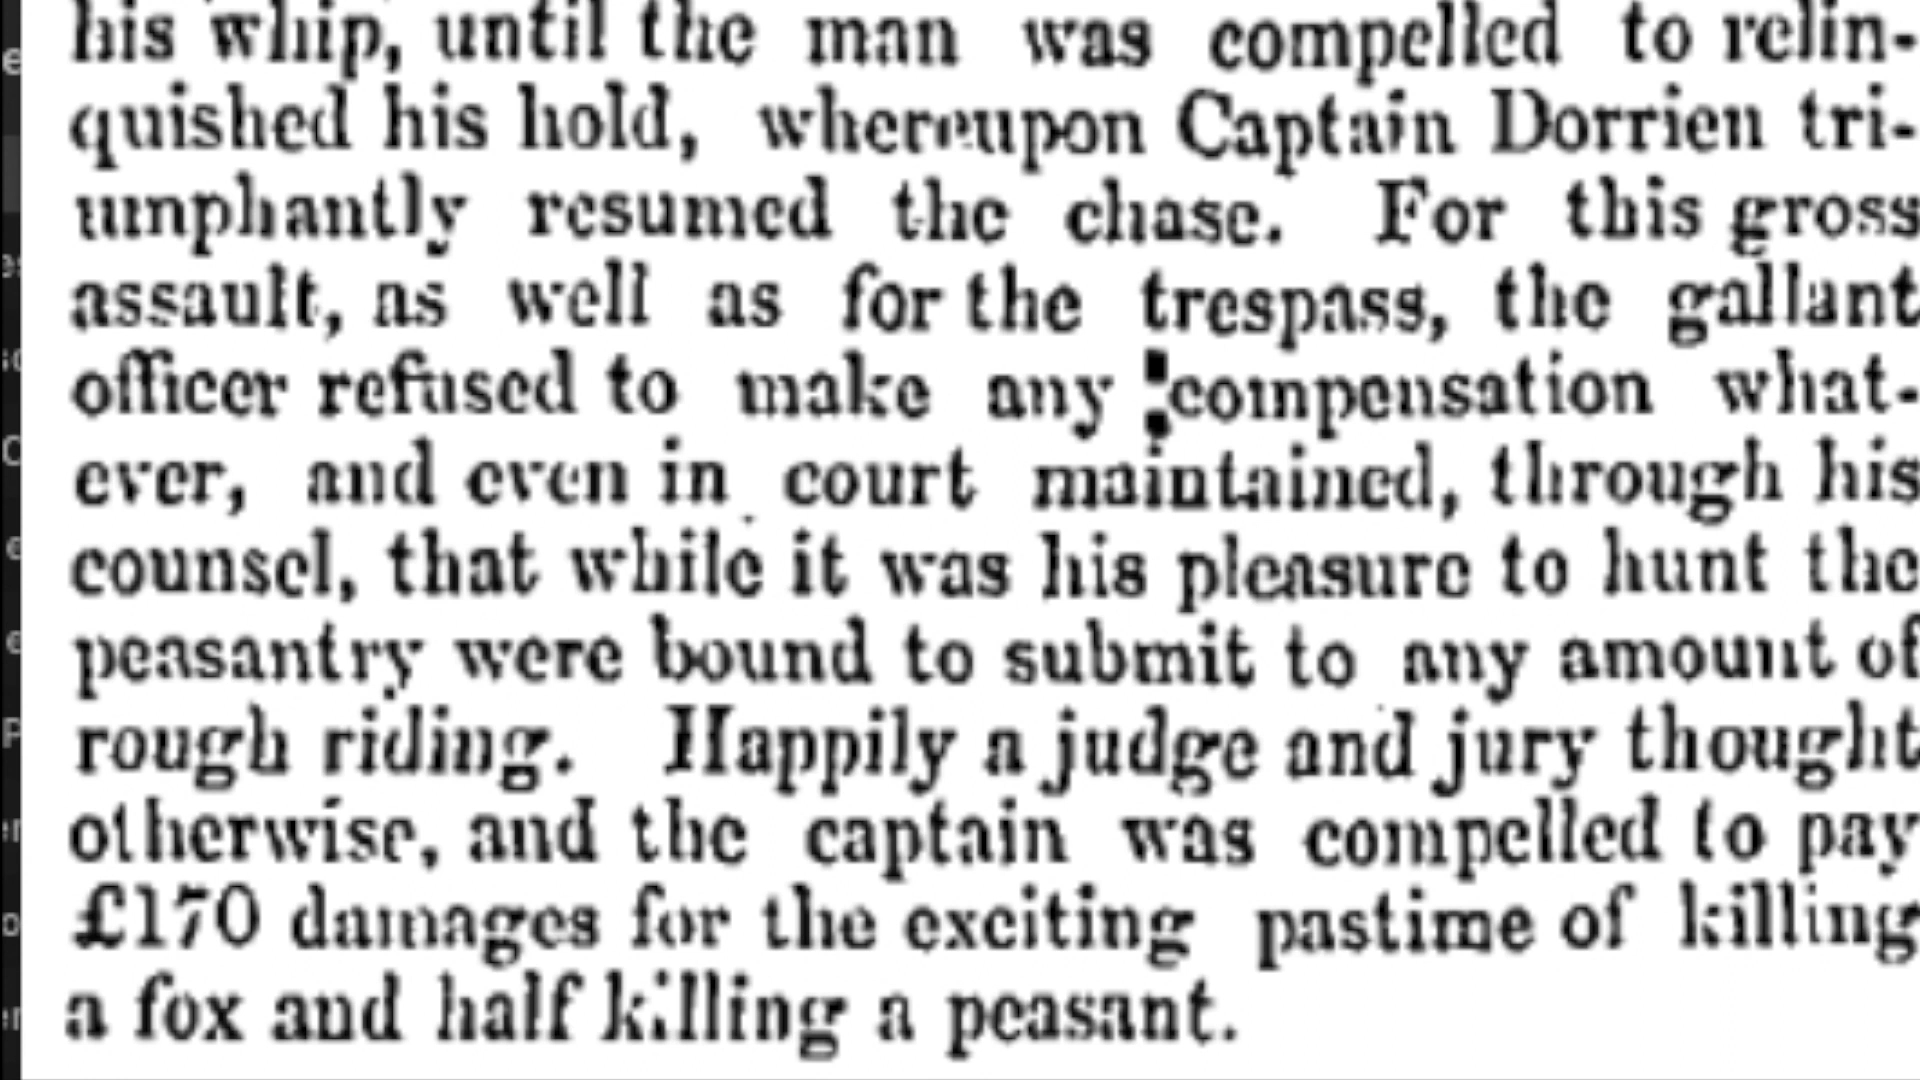 his whip, until the man was compelled to relin-
quished his hold, whereupon Captain Dorrien tri-
umphantly resumed the chase. For this gross
assault, as well as for the trespass, the gallant
officer refused to make any compensation what-
ever, and even in court maintained, through his
counsel, that while it was his pleasure to hunt the
peasantry were bound to submit to any amount of
rough riding. Happily a judge and jury thought
otherwise, and the captain was compelled to pay
£170 damages for the exciting pastime of killing
a fox and half killing a peasant.